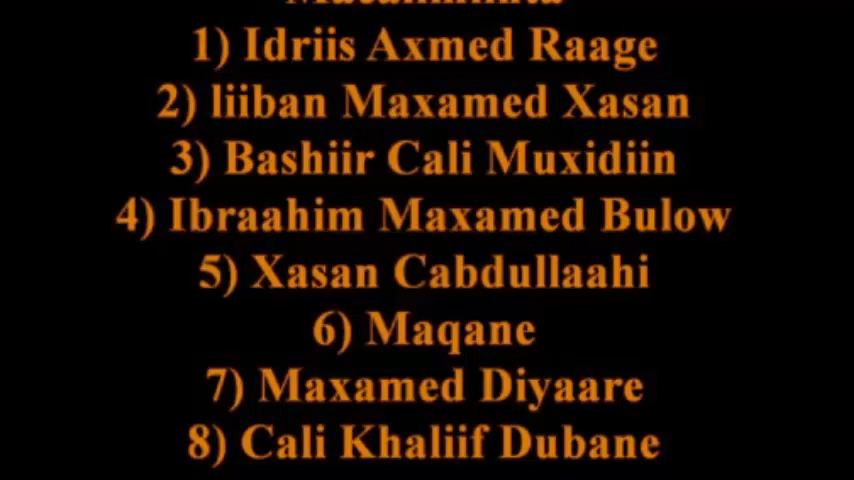 1) Idriis Axmed Raage
2) liiban Maxamed Xasan
3) Bashiir Cali Muxidiin
4) Ibraahim Maxamed Bulow
5) Xasan Cabdullaahi
6) Maqane
7) Maxamed Diyaare
8) Cali Khaliif Dubane